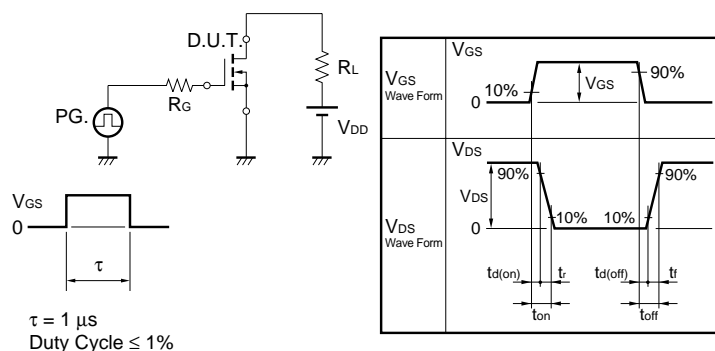 D.U.T.
RL
RG
PG.
VDD
VGS
0
τ
τ = 1 μs
Duty Cycle ≤ 1%
VGS
Wave Form
VGS
10%
0
VGS
90%
VDS
Wave Form
VDS
90%
VDS
0
10%
10%
90%
td(on)
tr
td(off)
tf
ton
toff